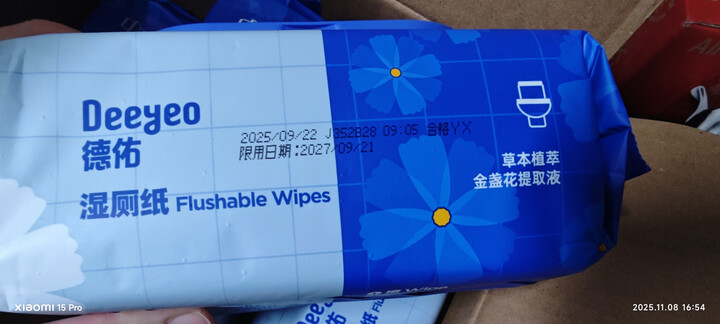 Deeyeo
德佑
湿厕纸 Flushable Wipes
2025/09/22 J352B28 09:05 合格YX
限用日期:2027/09/21
草本植萃
金盏花提取液
Deeyeo
XIAOMI 15 Pro
2025.11.08 16:54